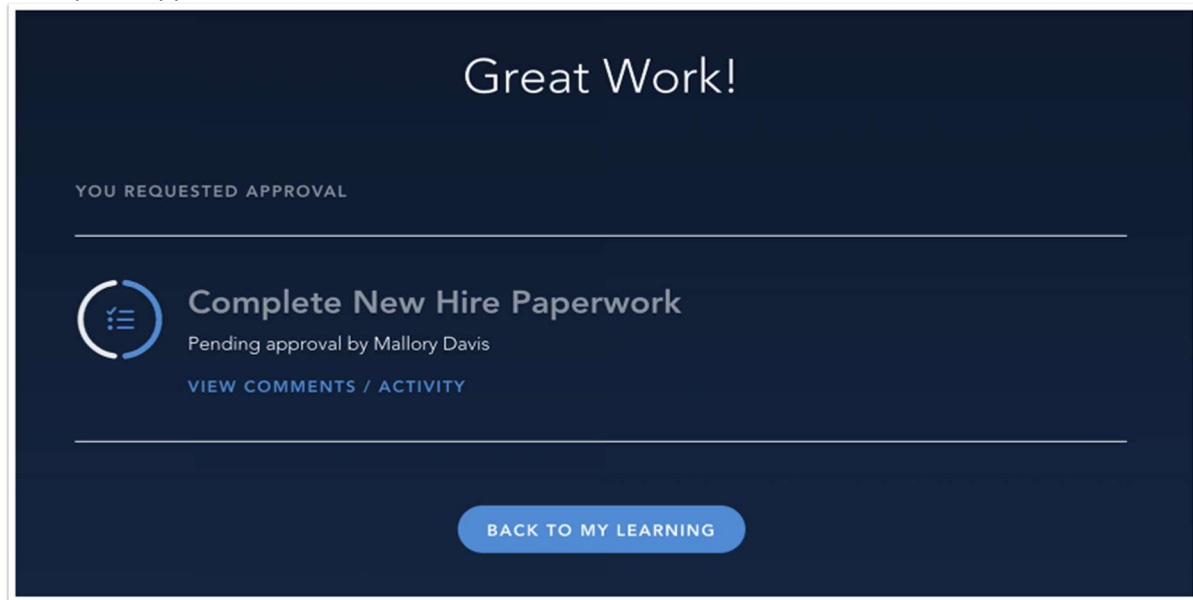 Great Work!
YOU REQUESTED APPROVAL
Complete New Hire Paperwork
Pending approval by Mallory Davis
VIEW COMMENTS / ACTIVITY
BACK TO MY LEARNING